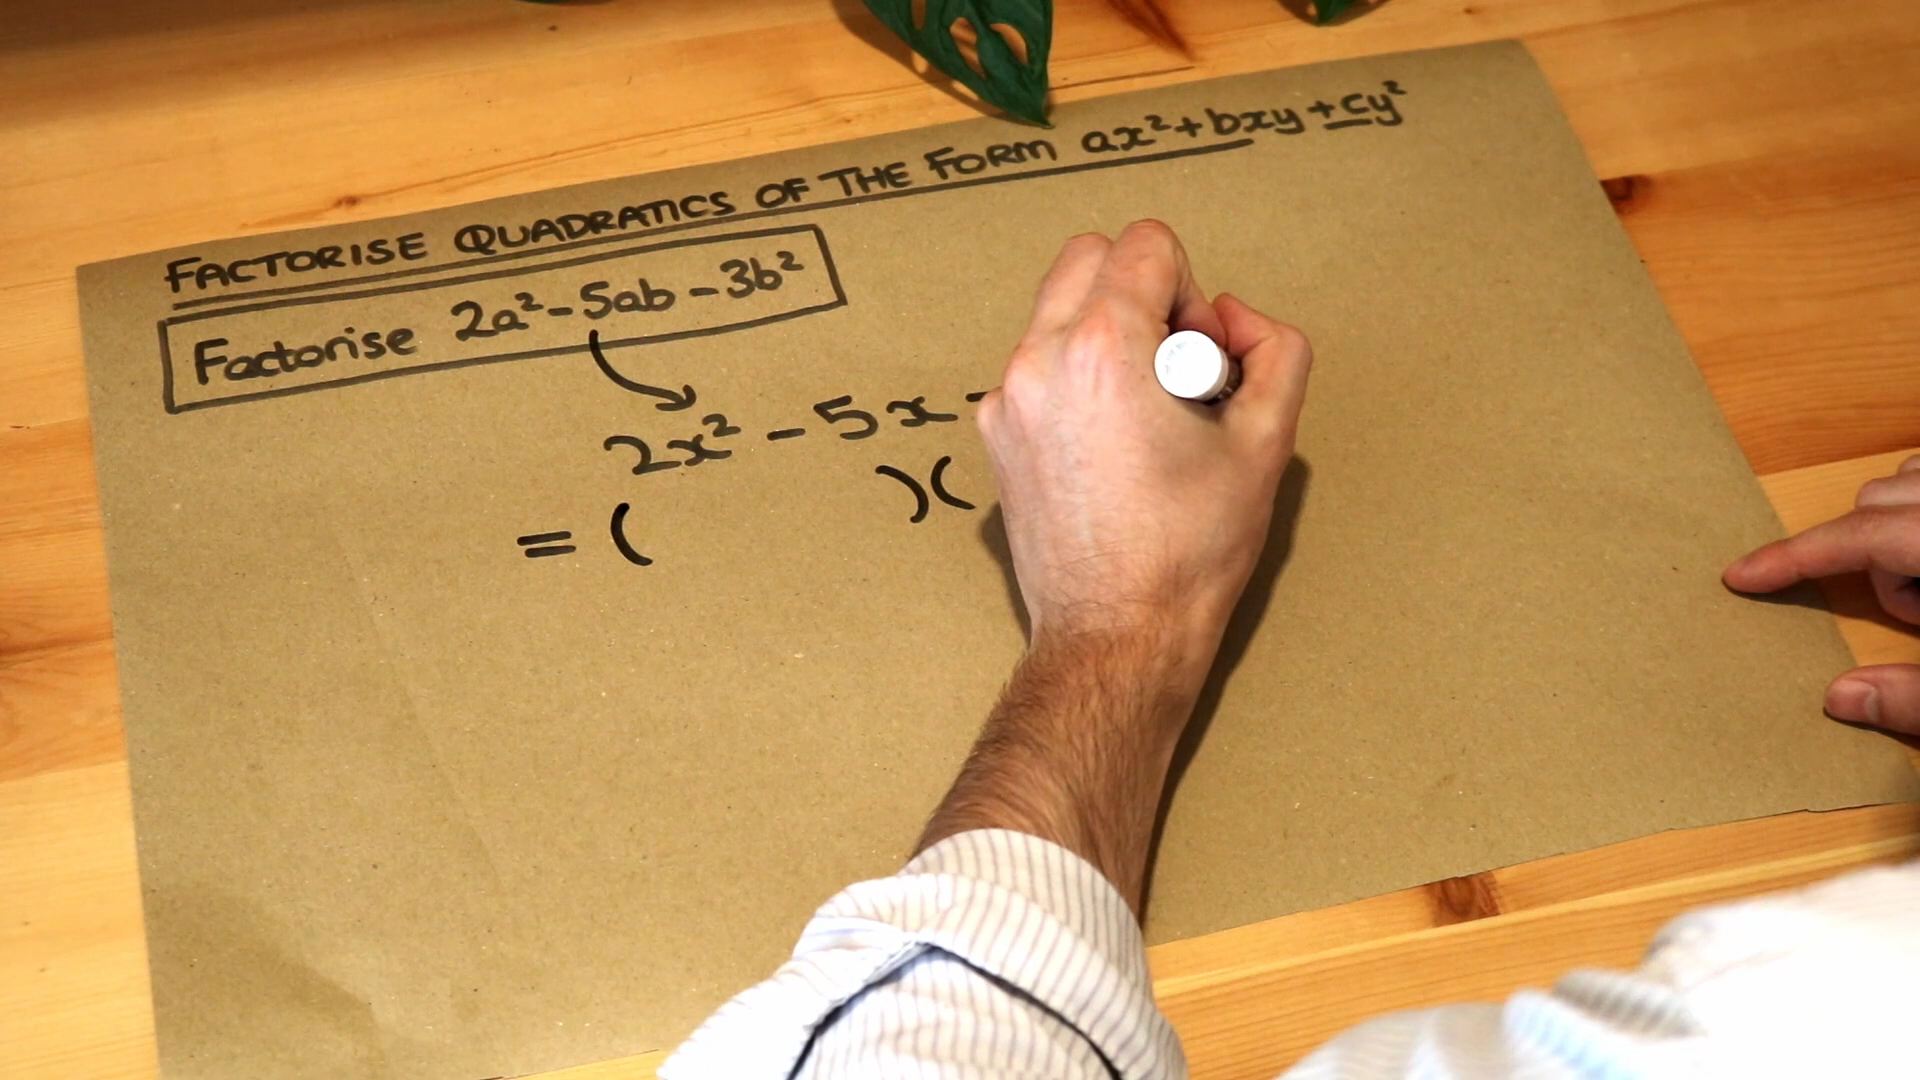 FACTORISE QUADRATICS OF THE FORM ax²+bxy+cy²
Factorise 2a²-5ab-3b²
2x²-5x-
=( )(